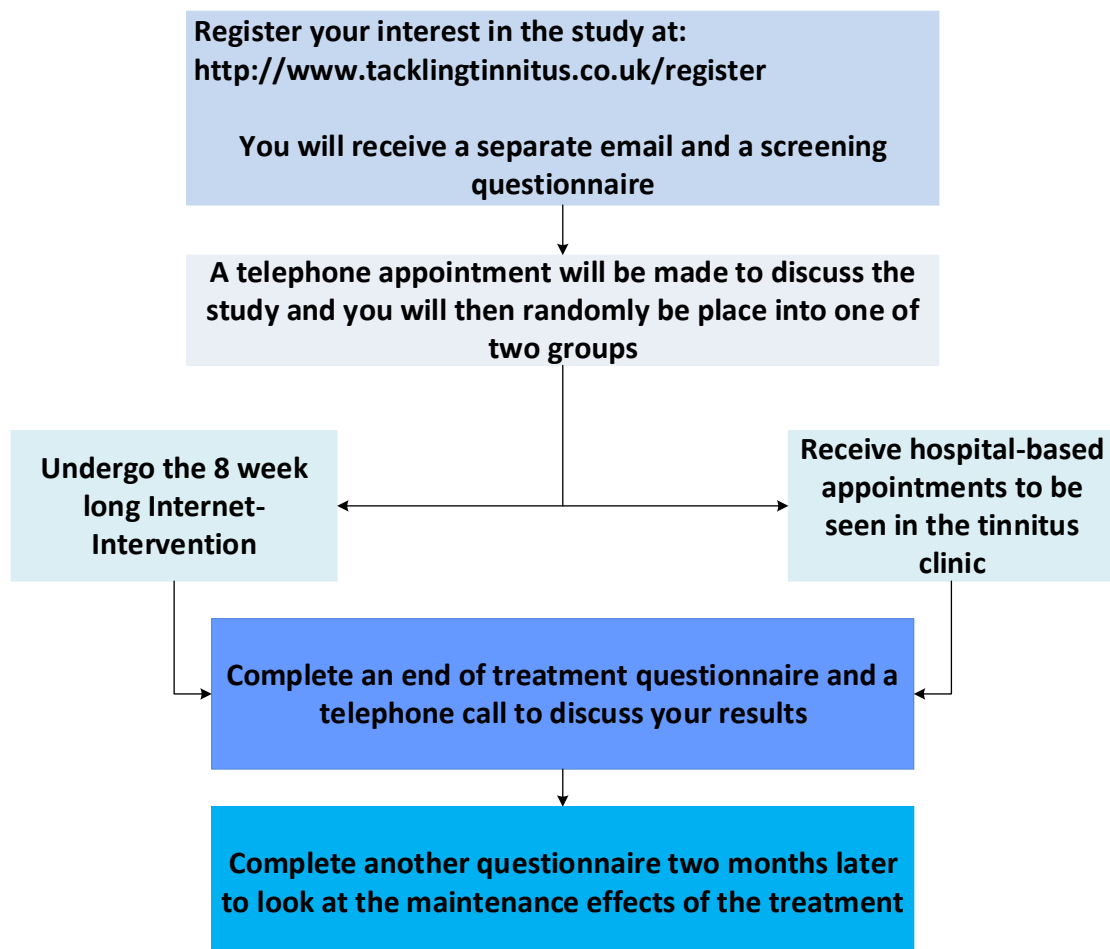 Register your interest in the study at:
http://www.tacklingtinnitus.co.uk/register
You will receive a separate email and a screening
questionnaire
A telephone appointment will be made to discuss the
study and you will then randomly be place into one of
two groups
Undergo the 8 week
long Internet-
Intervention
Receive hospital-based
appointments to be
seen in the tinnitus
clinic
Complete an end of treatment questionnaire and a
telephone call to discuss your results
Complete another questionnaire two months later
to look at the maintenance effects of the treatment